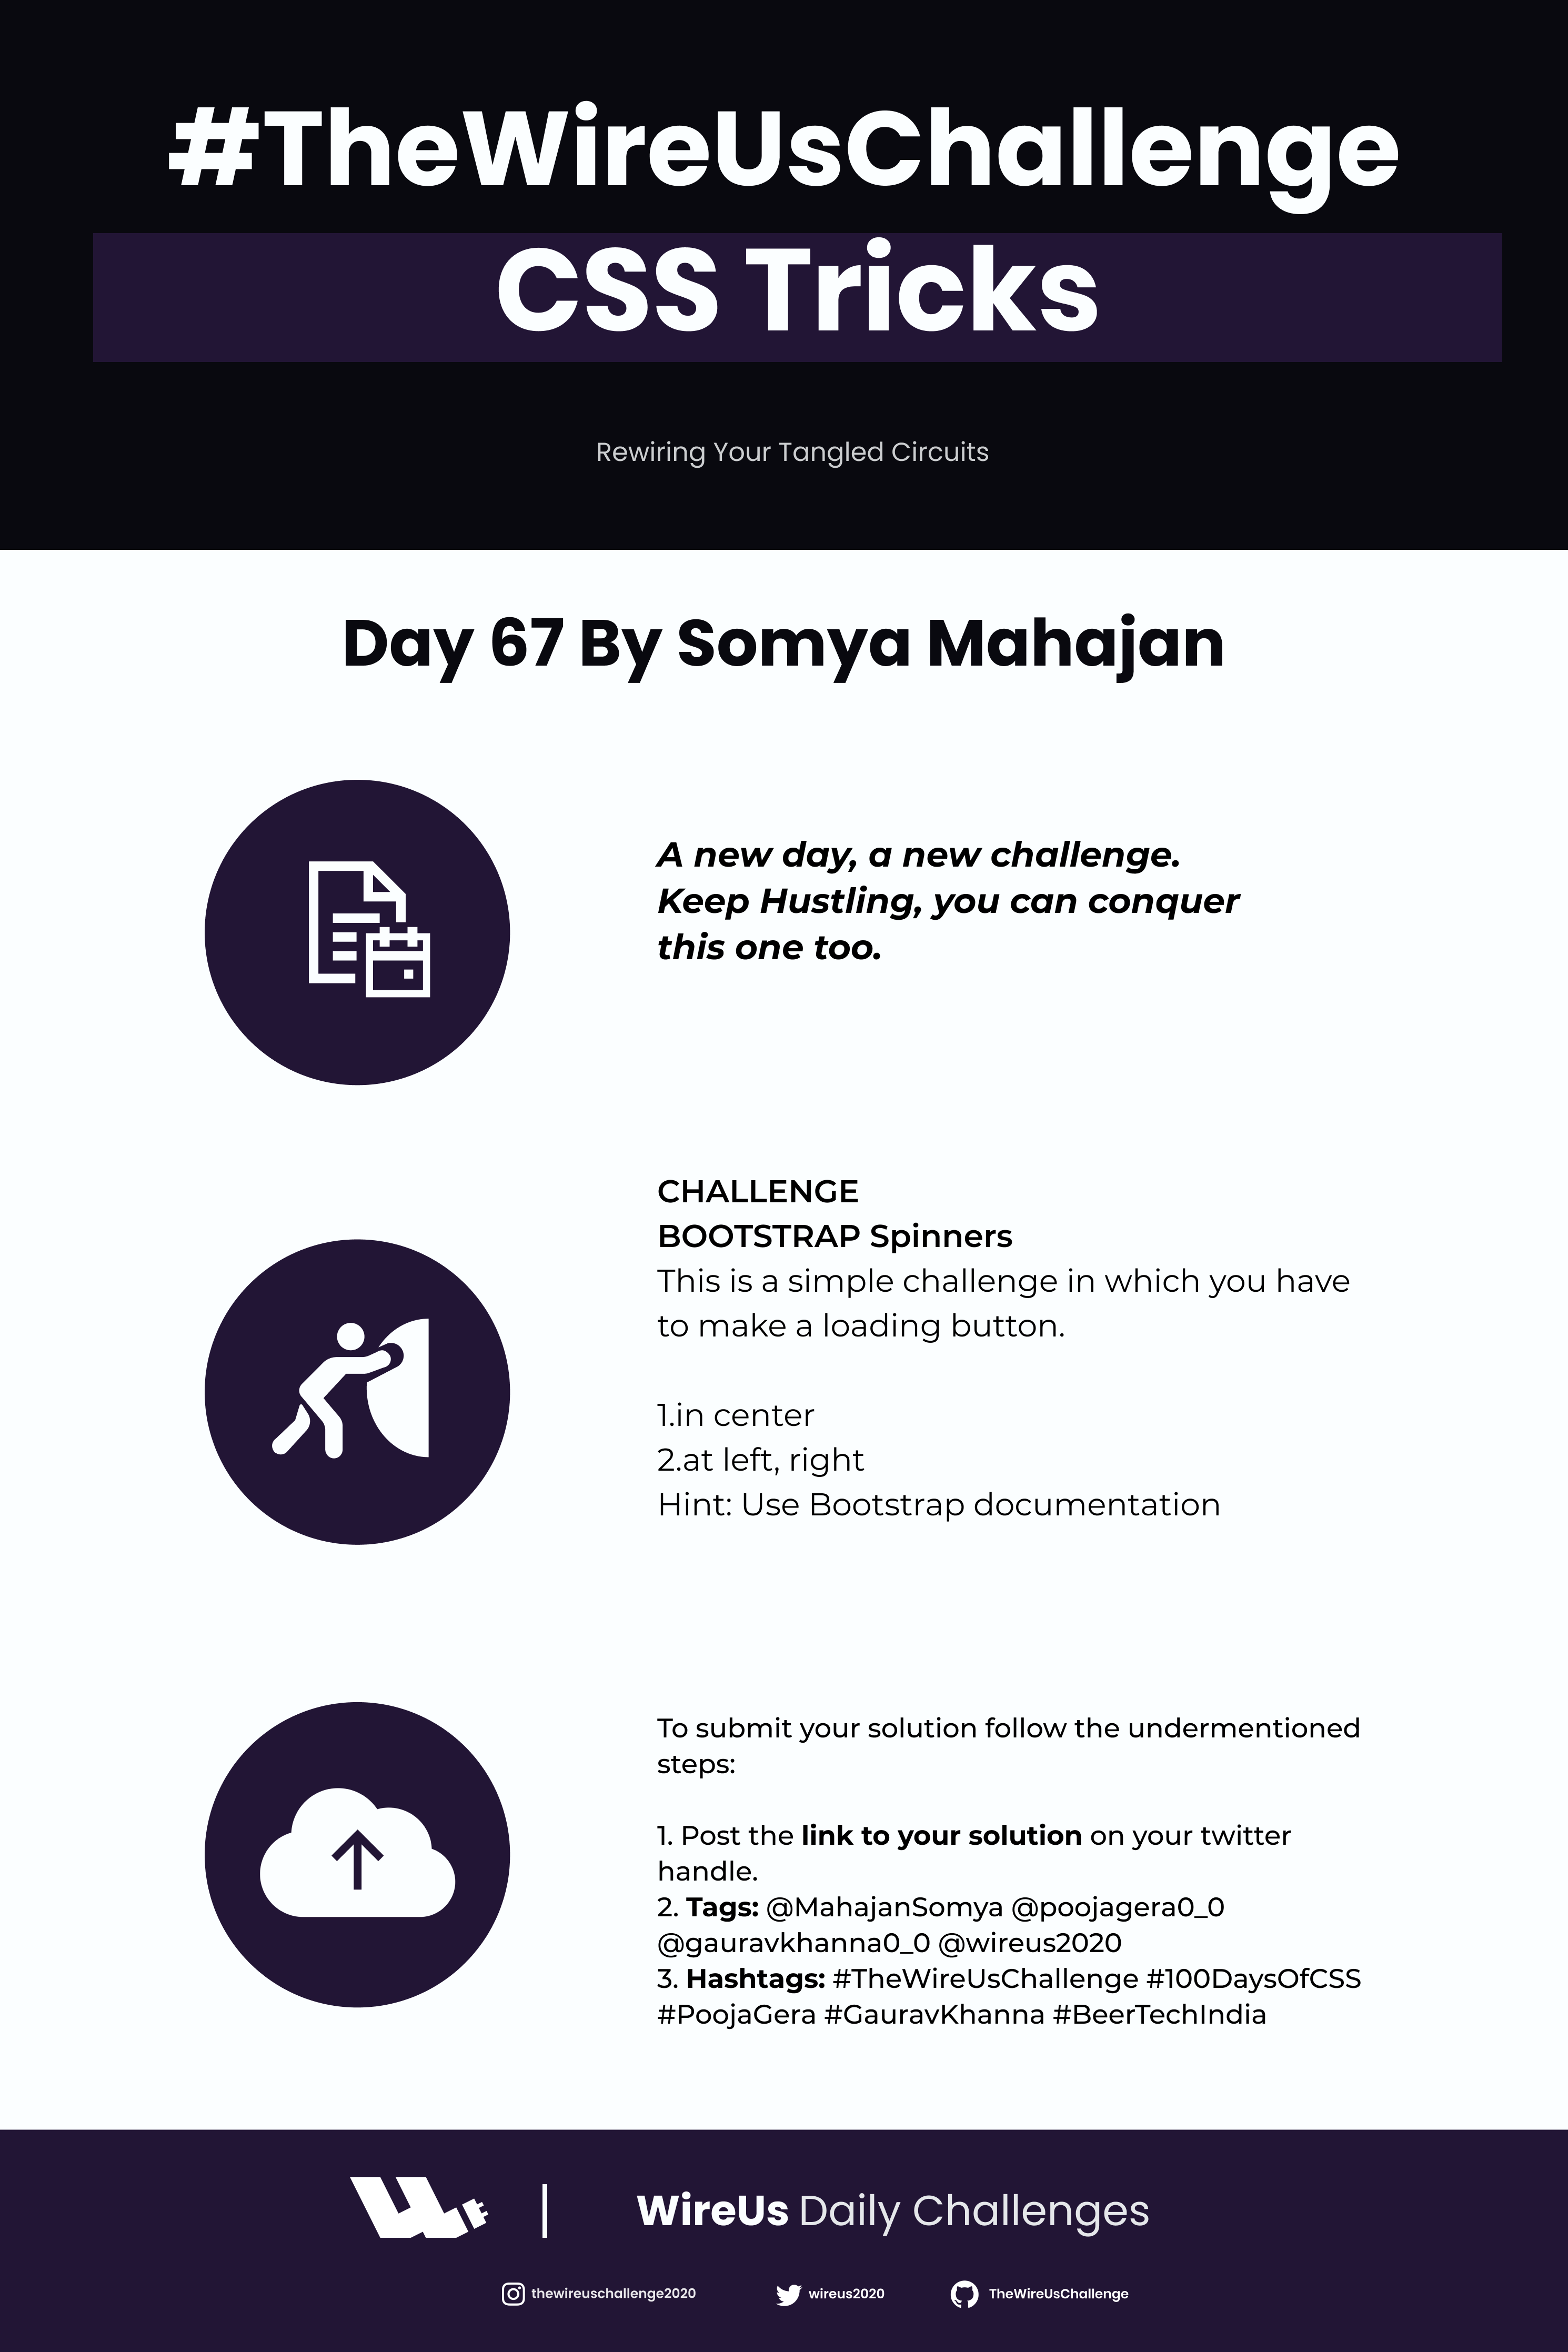 #TheWireUsChallenge
CSS Tricks
Rewiring Your Tangled Circuits
Day 67 By Somya Mahajan
A new day, a new challenge.
Keep Hustling, you can conquer
this one too.
CHALLENGE
BOOTSTRAP Spinners
This is a simple challenge in which you have
to make a loading button.
1.in center
2.at left, right
Hint: Use Bootstrap documentation
To submit your solution follow the undermentioned
steps:
1. Post the link to your solution on your twitter
handle.
2. Tags: @MahajanSomya @poojagera0_0
@gauravkhanna0_0 @wireus2020
3. Hashtags: #TheWireUsChallenge #100DaysOfCSS
#PoojaGera #GauravKhanna #BeerTechIndia
WireUs Daily Challenges
thewireuschallenge2020 wireus2020 TheWireUsChallenge